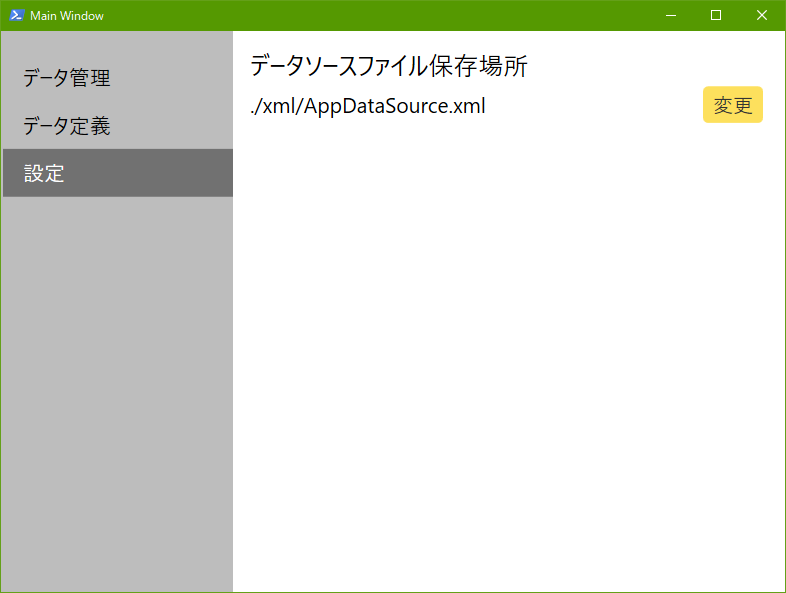 Main Window
データ管理
データ定義
設定
データソースファイル保存場所
./xml/AppDataSource.xml
変更